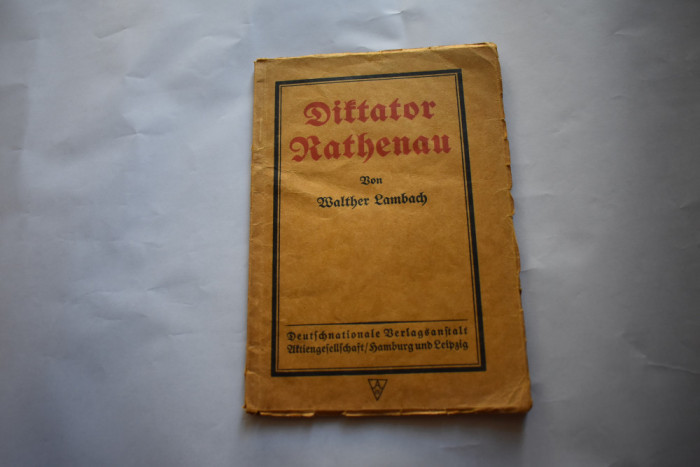 Diktator
Rathenau
Von
Walther Lambach
Deutſchnationale Verlagsanſtalt
Aktiengeſellſchaft/Hamburg und Leipzig